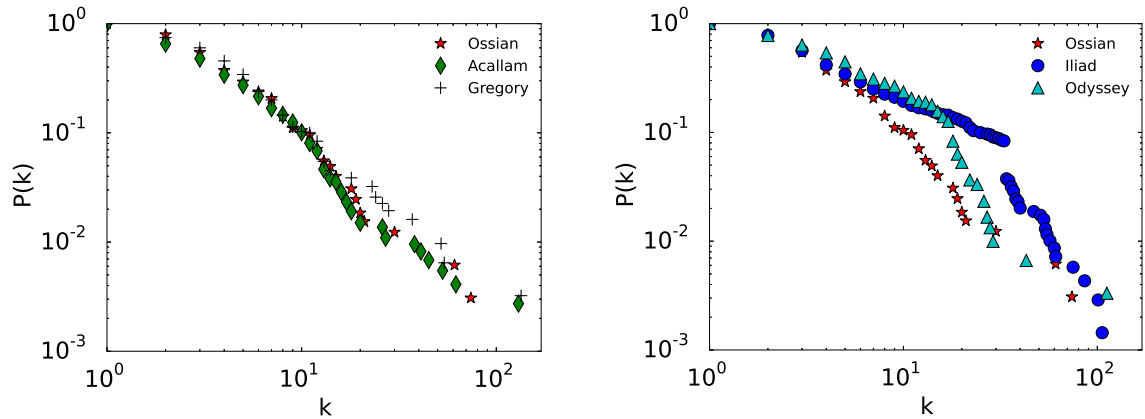 10^0
10^-1
10^-2
10^-3
P(k)
10^0
10^1
10^2
k
Ossian
Acallam
Gregory
10^0
10^-1
10^-2
10^-3
P(k)
10^0
10^1
10^2
k
Ossian
Iliad
Odyssey